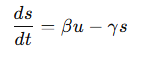 ds/dt = βu − γs